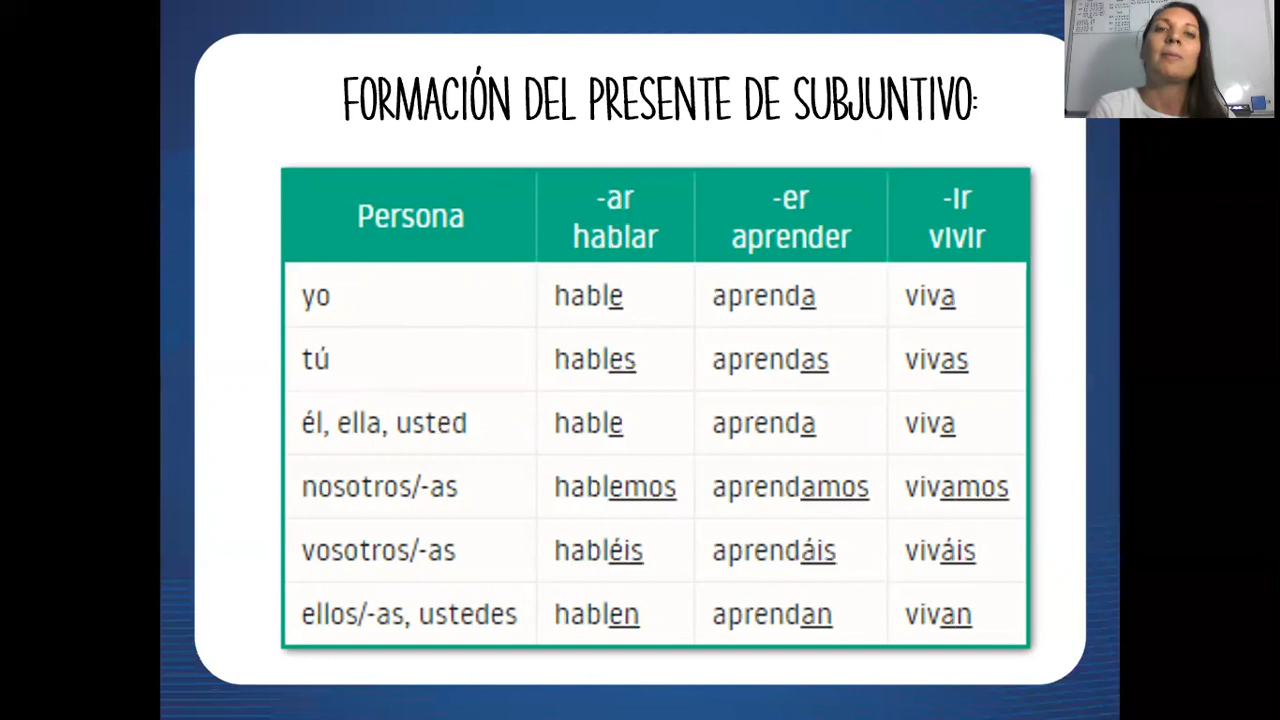 FORMACIÓN DEL PRESENTE DE SUBJUNTIVO:
Persona -ar hablar -er aprender -ir vivir
yo hable aprenda viva
tú hables aprendas vivas
él, ella, usted hable aprenda viva
nosotros/-as hablemos aprendamos vivamos
vosotros/-as habléis aprendáis viváis
ellos/-as, ustedes hablen aprendan vivan